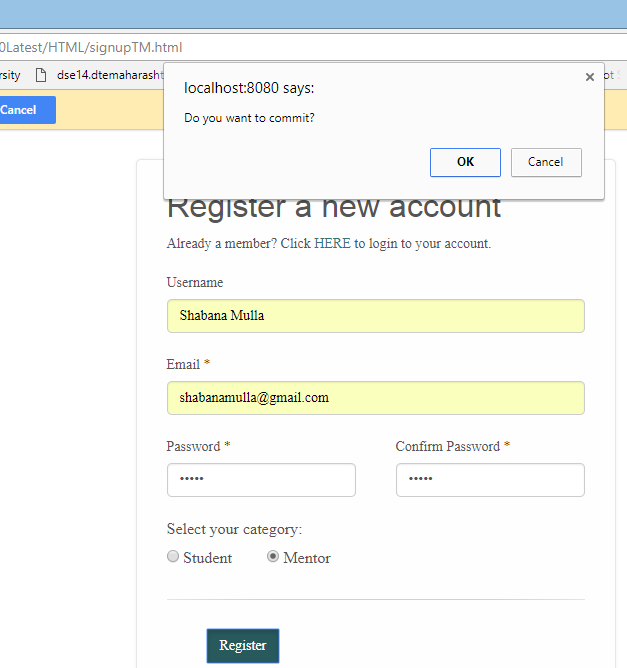 0Latest/HTML/signupTM.html
rsity dse14.dtemaharasht
Cancel
localhost:8080 says:
Do you want to commit?
OK Cancel
Register a new account
Already a member? Click HERE to login to your account.
Username
Shabana Mulla
Email *
shabanamulla@gmail.com
Password * Confirm Password *
••••• •••••
Select your category:
Student Mentor
Register